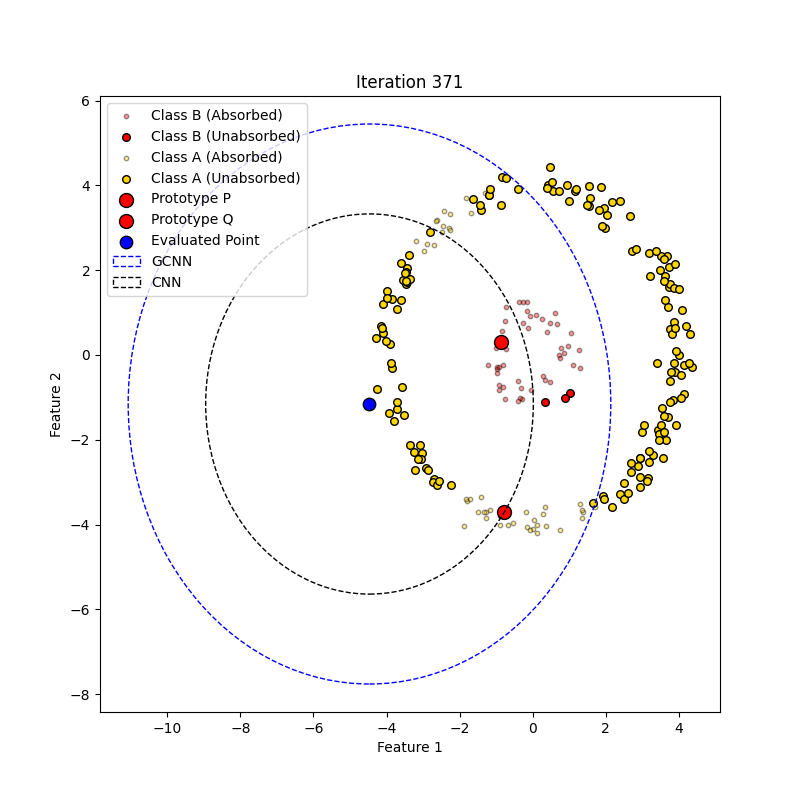 Iteration 371
Class B (Absorbed)
Class B (Unabsorbed)
Class A (Absorbed)
Class A (Unabsorbed)
Prototype P
Prototype Q
Evaluated Point
GCNN
CNN
6
4
2
0
−2
−4
−6
−8
Feature 2
−10 −8 −6 −4 −2 0 2 4
Feature 1